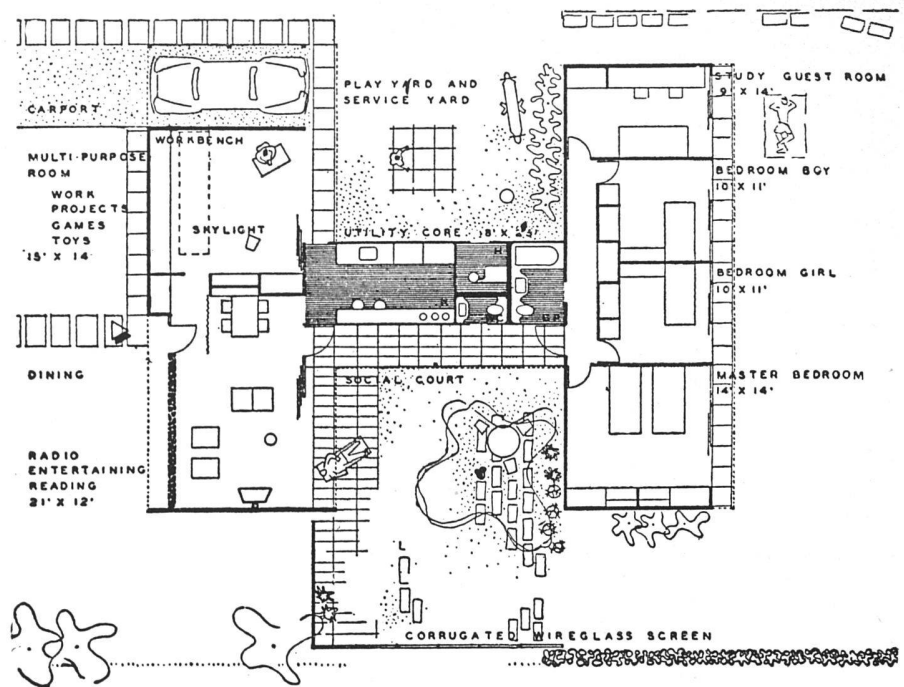 CARPORT
PLAY YARD AND
SERVICE YARD
STUDY GUEST ROOM
9' X 14'
WORKBENCH
MULTI-PURPOSE
ROOM
WORK
PROJECTS
GAMES
TOYS
15' X 14'
SKYLIGHT
BEDROOM BOY
10' X 11'
UTILITY CORE
H
BEDROOM GIRL
10' X 11'
R
DINING
SOCIAL COURT
MASTER BEDROOM
14' X 14'
RADIO
ENTERTAINING
READING
21' X 12'
L
CORRUGATED WIREGLASS SCREEN